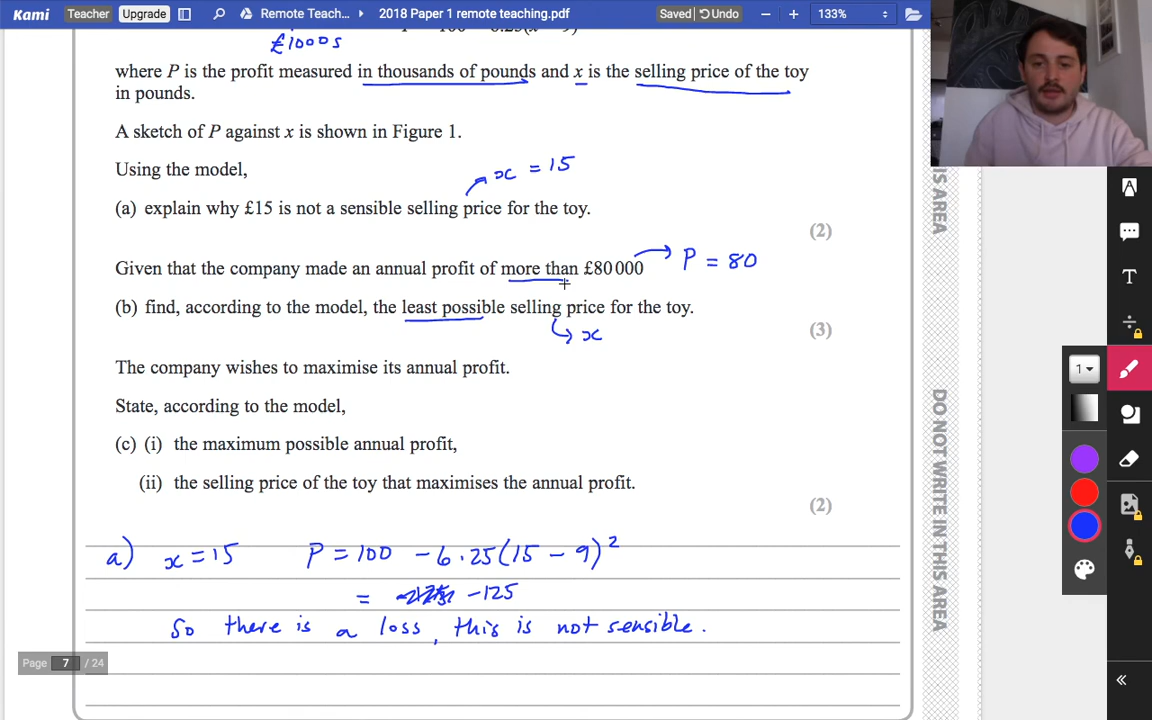 Kami Teacher Upgrade Remote Teach... > 2018 Paper 1 remote teaching.pdf Saved Undo 133%
£1000s
where P is the profit measured in thousands of pounds and x is the selling price of the toy
in pounds.
A sketch of P against x is shown in Figure 1.
Using the model,
x = 15
(a) explain why £15 is not a sensible selling price for the toy.
(2)
Given that the company made an annual profit of more than £80 000
P = 80
(b) find, according to the model, the least possible selling price for the toy.
x
(3)
The company wishes to maximise its annual profit.
State, according to the model,
(c) (i) the maximum possible annual profit,
(ii) the selling price of the toy that maximises the annual profit.
(2)
a) x = 15 P = 100 - 6.25(15 - 9)²
= -125
So there is a loss, this is not sensible.
Page 7 / 24
IS AREA
DO NOT WRITE IN THIS AREA
1
T